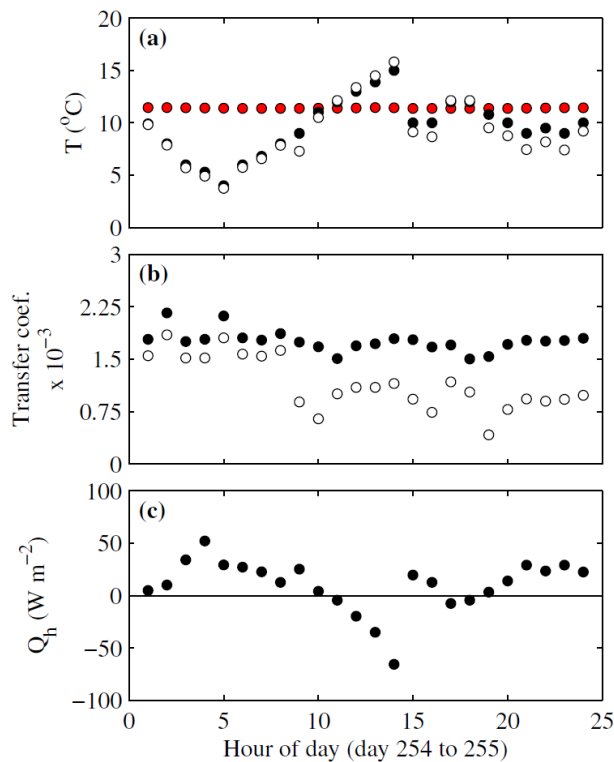 (a)
20
15
10
5
0
T (°C)
(b)
3
2.25
1.5
0.75
0
Transfer coef.
x 10⁻³
(c)
100
50
0
−50
−100
Qₕ (W m⁻²)
0 5 10 15 20 25
Hour of day (day 254 to 255)